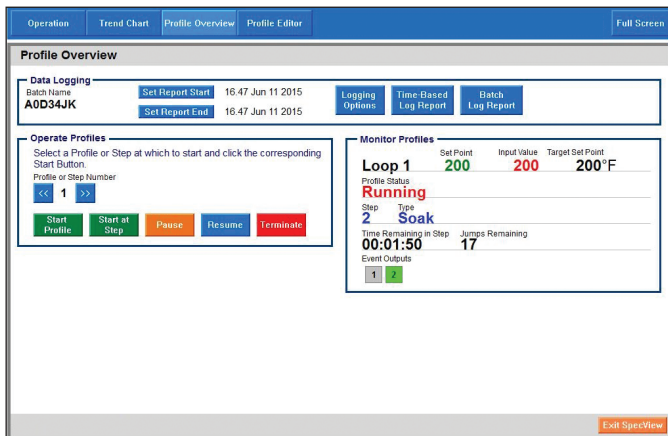 Operation Trend Chart Profile Overview Profile Editor Full Screen
Profile Overview
Data Logging
Batch Name
A0D34JK
Set Report Start 16.47 Jun 11 2015
Set Report End 16.47 Jun 11 2015
Logging Options
Time-Based Log Report
Batch Log Report
Operate Profiles
Select a Profile or Step at which to start and click the corresponding
Start Button.
Profile or Step Number
<< 1 >>
Start Profile
Start at Step
Pause
Resume
Terminate
Monitor Profiles
Set Point Input Value Target Set Point
Loop 1 200 200 200°F
Profile Status
Running
Step Type
2 Soak
Time Remaining in Step Jumps Remaining
00:01:50 17
Event Outputs
1 2
Exit SpecView